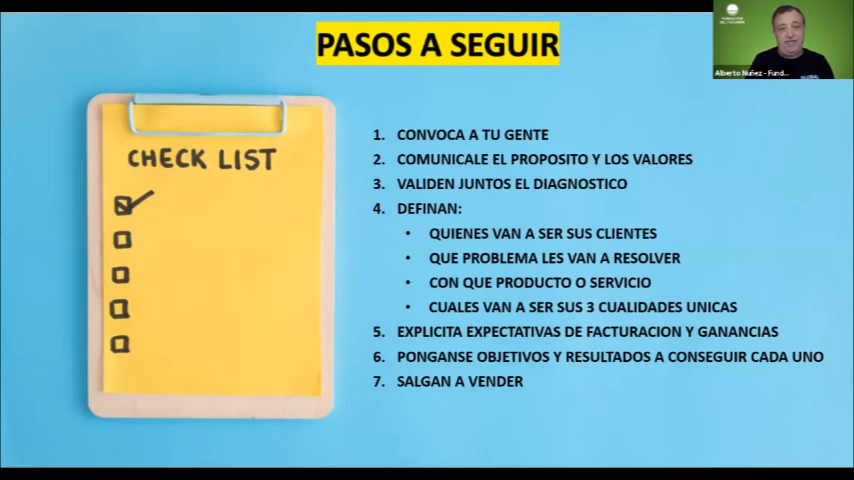 PASOS A SEGUIR
FUNDACIÓN
DEL TUCUMÁN
Alberto Nuñez - Fund...
CHECK LIST
1. CONVOCA A TU GENTE
2. COMUNICALE EL PROPOSITO Y LOS VALORES
3. VALIDEN JUNTOS EL DIAGNOSTICO
4. DEFINAN:
• QUIENES VAN A SER SUS CLIENTES
• QUE PROBLEMA LES VAN A RESOLVER
• CON QUE PRODUCTO O SERVICIO
• CUALES VAN A SER SUS 3 CUALIDADES UNICAS
5. EXPLICITA EXPECTATIVAS DE FACTURACION Y GANANCIAS
6. PONGANSE OBJETIVOS Y RESULTADOS A CONSEGUIR CADA UNO
7. SALGAN A VENDER